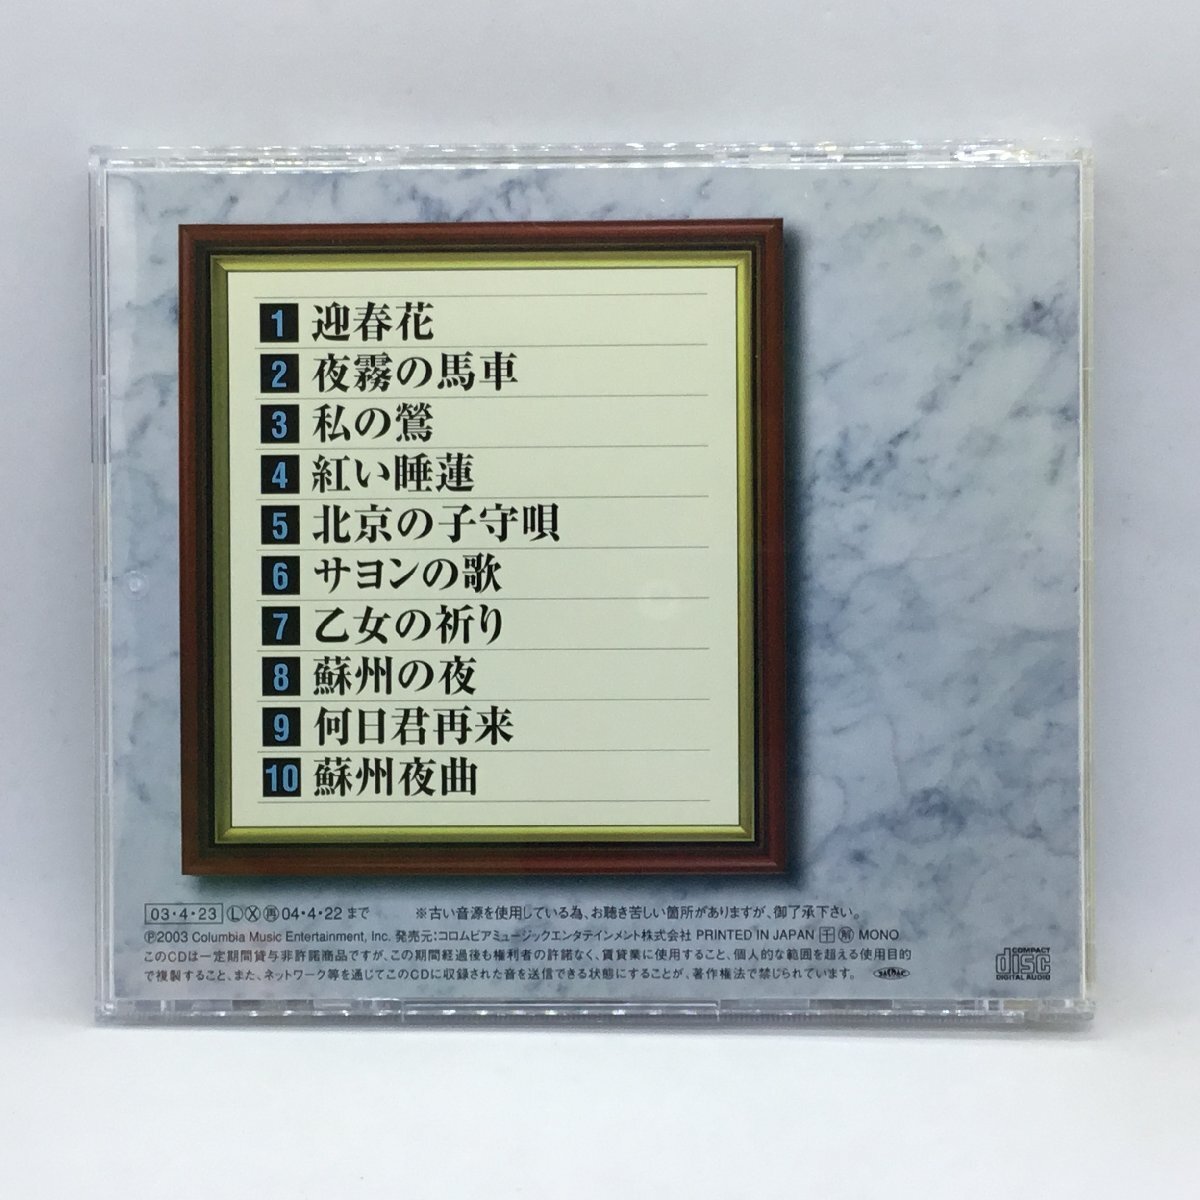 1 迎春花
2 夜霧の馬車
3 私の鶯
4 紅い睡蓮
5 北京の子守唄
6 サヨンの歌
7 乙女の祈り
8 蘇州の夜
9 何日君再来
10 蘇州夜曲
03・4・23 Ⓛ Ⓧ ㊢ 04・4・22 まで ※古い音源を使用している為、お聴き苦しい箇所がありますが、御了承下さい。
Ⓟ2003 Columbia Music Entertainment, Inc. 発売元:コロムビアミュージックエンタテインメント株式会社 PRINTED IN JAPAN MONO
このCDは一定期間貸与非許諾商品ですが、この期間経過後も権利者の許諾なく、賃貸業に使用すること、個人的な範囲を超える使用目的
で複製すること、また、ネットワーク等を通じてこのCDに収録された音を送信できる状態にすることが、著作権法で禁じられています。
COMPACT
disc
DIGITAL AUDIO